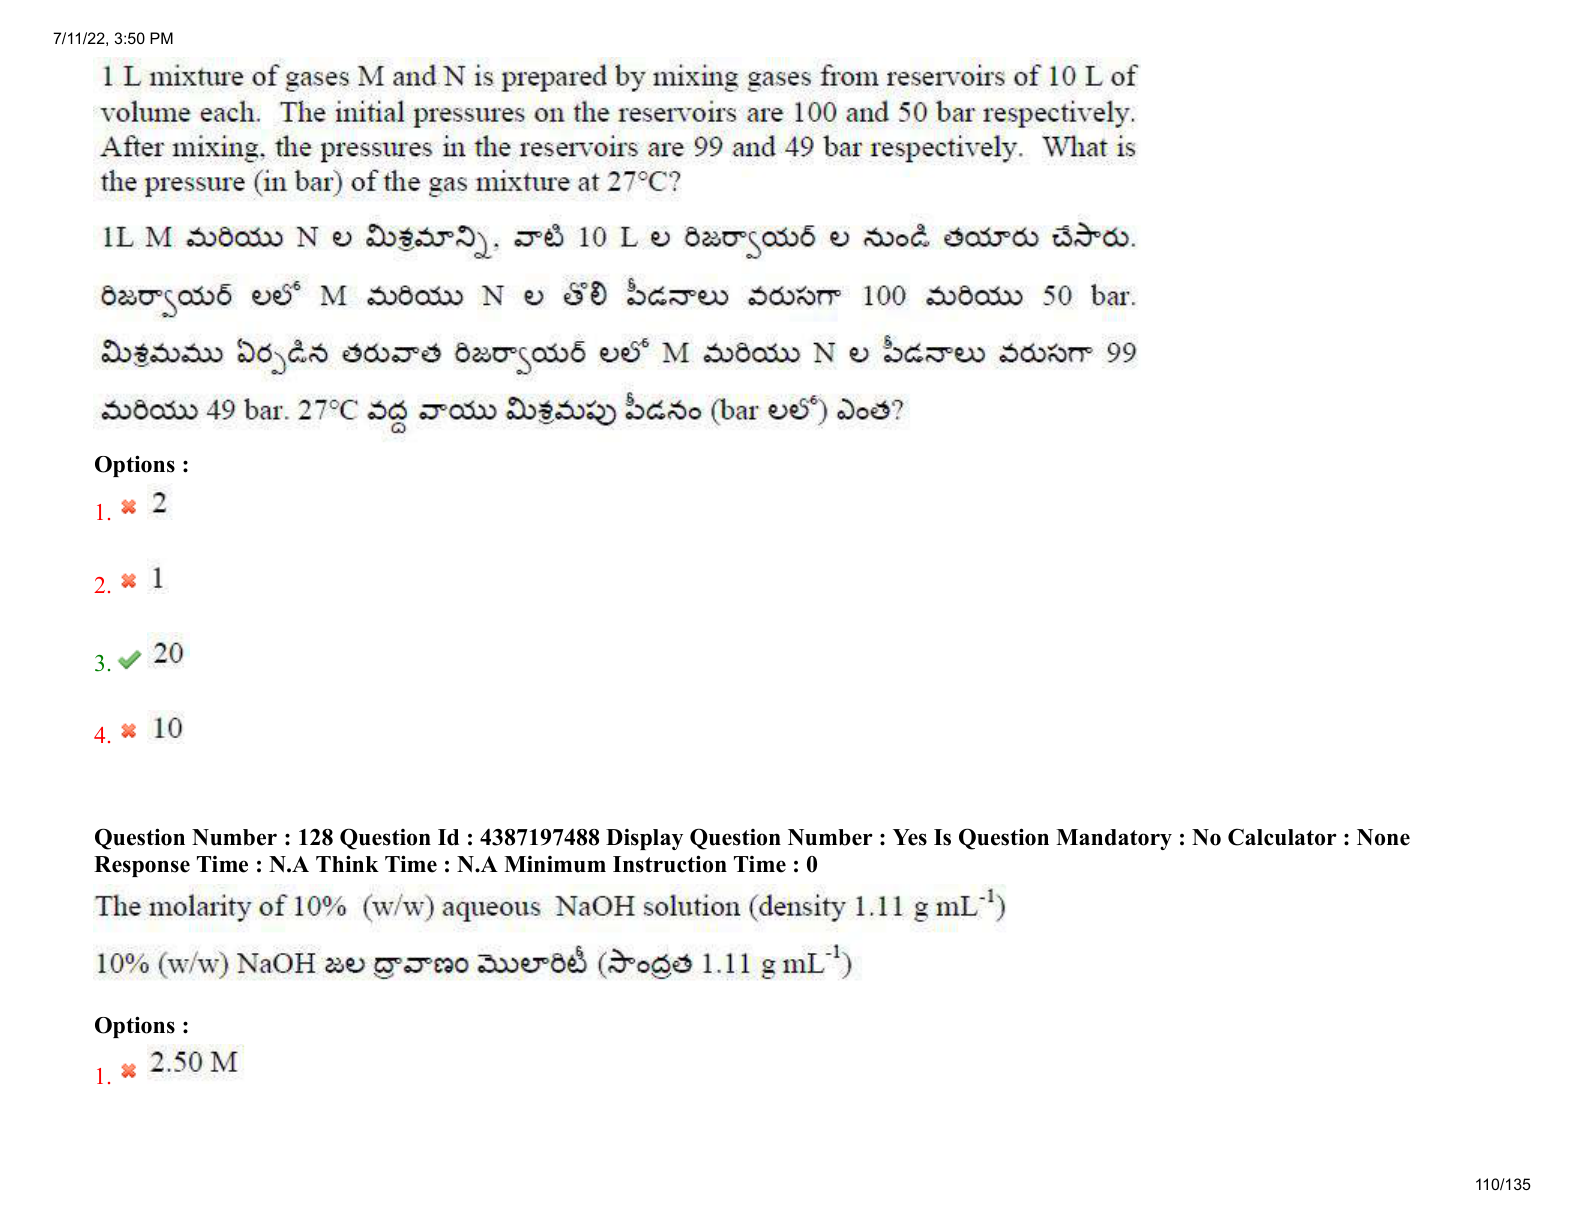 7/11/22, 3:50 PM
1 L mixture of gases M and N is prepared by mixing gases from reservoirs of 10 L of
volume each. The initial pressures on the reservoirs are 100 and 50 bar respectively.
After mixing, the pressures in the reservoirs are 99 and 49 bar respectively. What is
the pressure (in bar) of the gas mixture at 27°C?
1L M మరియు N ల మిశ్రమాన్ని, వాటి 10 L ల రిజర్వాయర్ ల నుండి తయారు చేసారు.
రిజర్వాయర్ లలో M మరియు N ల తొలి పీడనాలు వరుసగా 100 మరియు 50 bar.
మిశ్రమము ఏర్పడిన తరువాత రిజర్వాయర్ లలో M మరియు N ల పీడనాలు వరుసగా 99
మరియు 49 bar. 27°C వద్ద వాయు మిశ్రమపు పీడనం (bar లలో) ఎంత?
Options :
1. 2
2. 1
3. 20
4. 10
Question Number : 128 Question Id : 4387197488 Display Question Number : Yes Is Question Mandatory : No Calculator : None
Response Time : N.A Think Time : N.A Minimum Instruction Time : 0
The molarity of 10% (w/w) aqueous NaOH solution (density 1.11 g mL⁻¹)
10% (w/w) NaOH జల ద్రావణం మొలారిటీ (సాంద్రత 1.11 g mL⁻¹)
Options :
1. 2.50 M
110/135